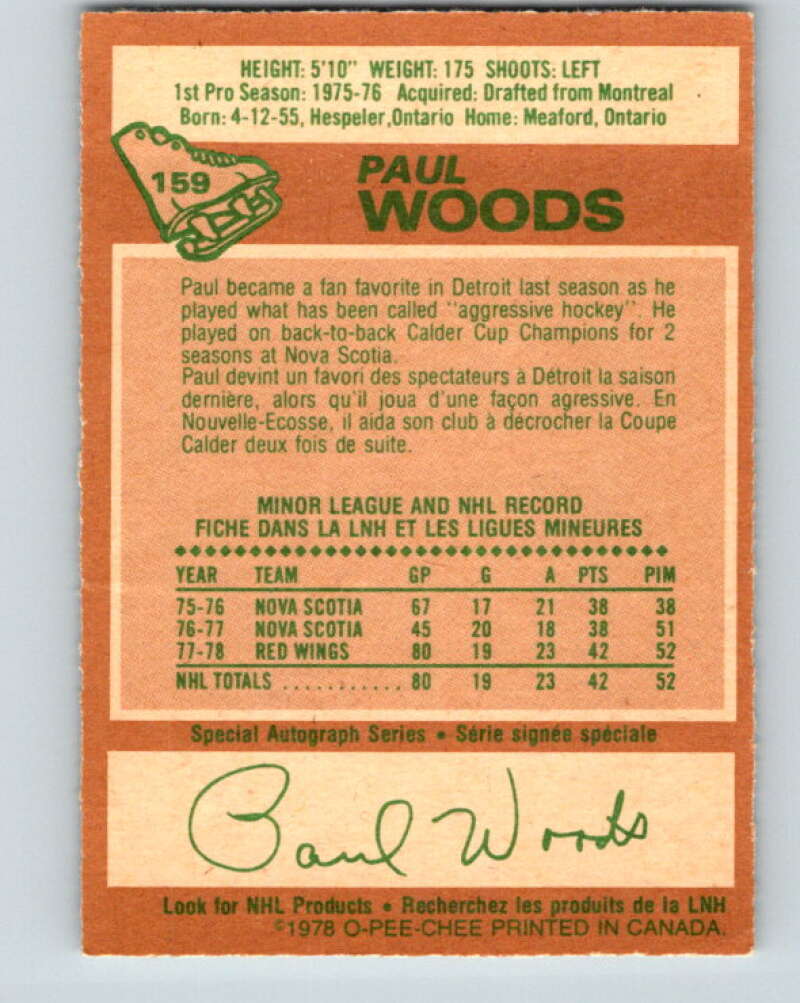 HEIGHT: 5'10" WEIGHT: 175 SHOOTS: LEFT
1st Pro Season: 1975-76 Acquired: Drafted from Montreal
Born: 4-12-55, Hespeler, Ontario Home: Meaford, Ontario
159
PAUL
WOODS
Paul became a fan favorite in Detroit last season as he
played what has been called "aggressive hockey". He
played on back-to-back Calder Cup Champions for 2
seasons at Nova Scotia.
Paul devint un favori des spectateurs à Détroit la saison
dernière, alors qu'il joua d'une façon agressive. En
Nouvelle-Ecosse, il aida son club à décrocher la Coupe
Calder deux fois de suite.
MINOR LEAGUE AND NHL RECORD
FICHE DANS LA LNH ET LES LIGUES MINEURES
YEAR TEAM GP G A PTS PIM
75-76 NOVA SCOTIA 67 17 21 38 38
76-77 NOVA SCOTIA 45 20 18 38 51
77-78 RED WINGS 80 19 23 42 52
NHL TOTALS ............ 80 19 23 42 52
Special Autograph Series • Série signée spéciale
Paul Woods
Look for NHL Products • Recherchez les produits de la LNH
©1978 O-PEE-CHEE PRINTED IN CANADA.